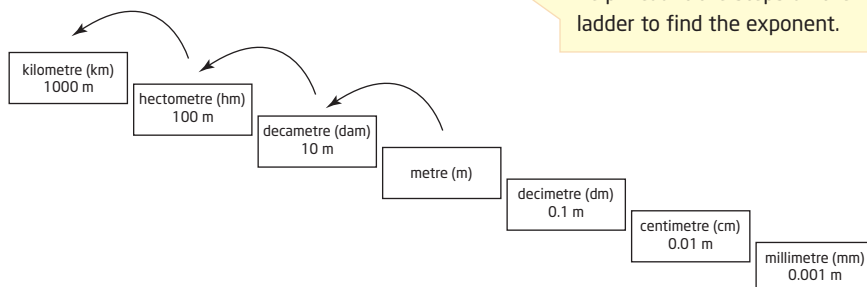 ladder to find the exponent.
kilometre (km)
1000 m
hectometre (hm)
100 m
decametre (dam)
10 m
metre (m)
decimetre (dm)
0.1 m
centimetre (cm)
0.01 m
millimetre (mm)
0.001 m